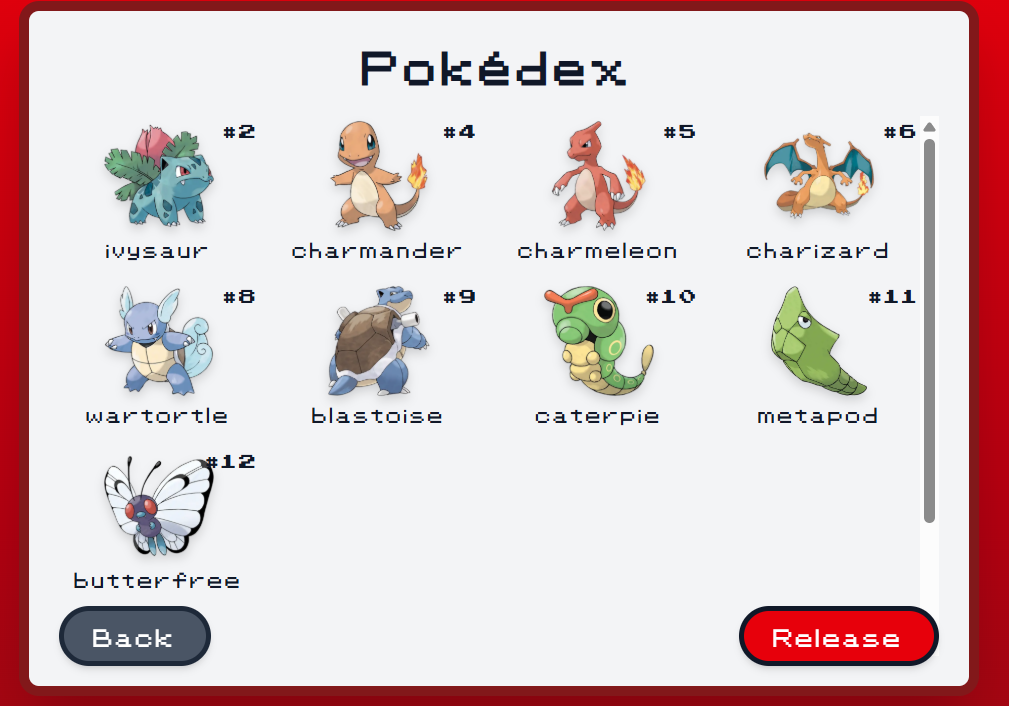 Pokédex
#2 #4 #5 #6
ivysaur charmander charmeleon charizard
#8 #9 #10 #11
wartortle blastoise caterpie metapod
#12
butterfree
Back Release